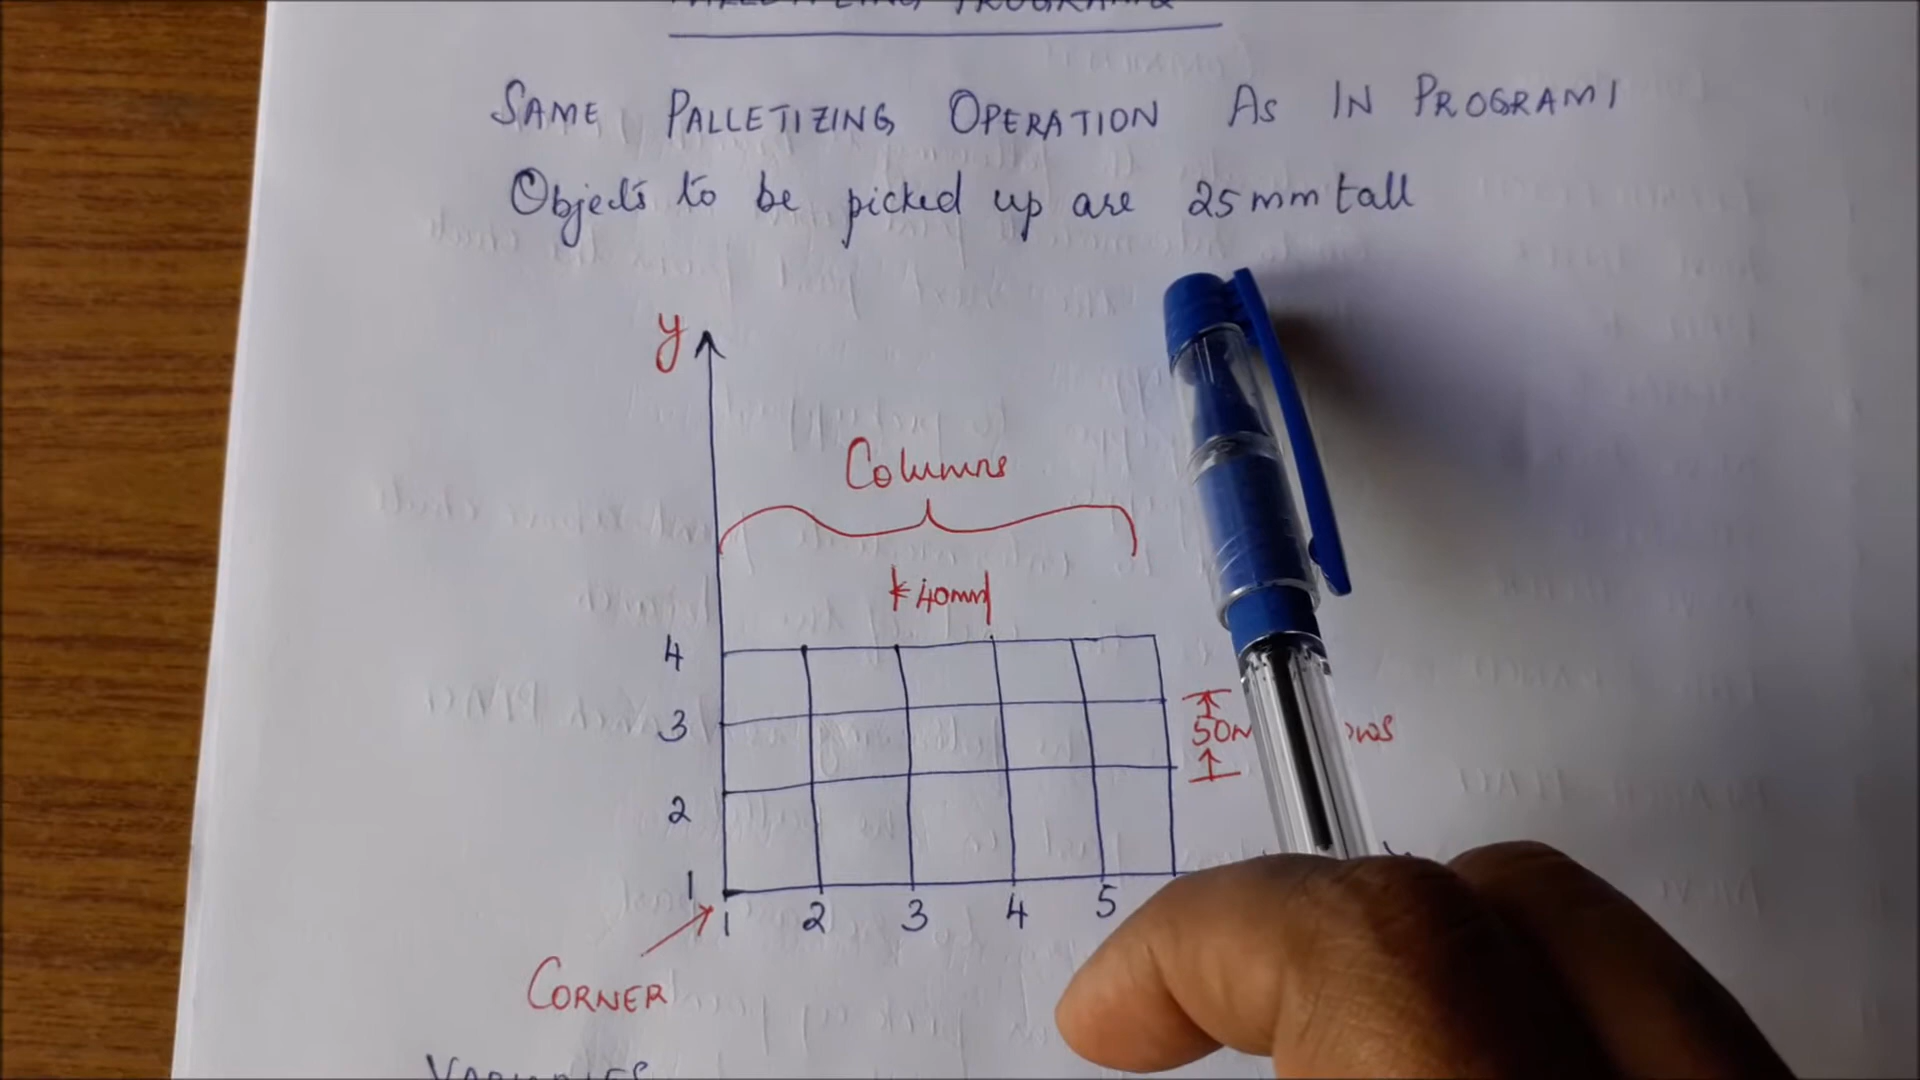 SAME PALLETIZING OPERATION AS IN PROGRAM 1
Objects to be picked up are 25mm tall
y
Columns
40mm
4
3
2
1
1 2 3 4 5
CORNER